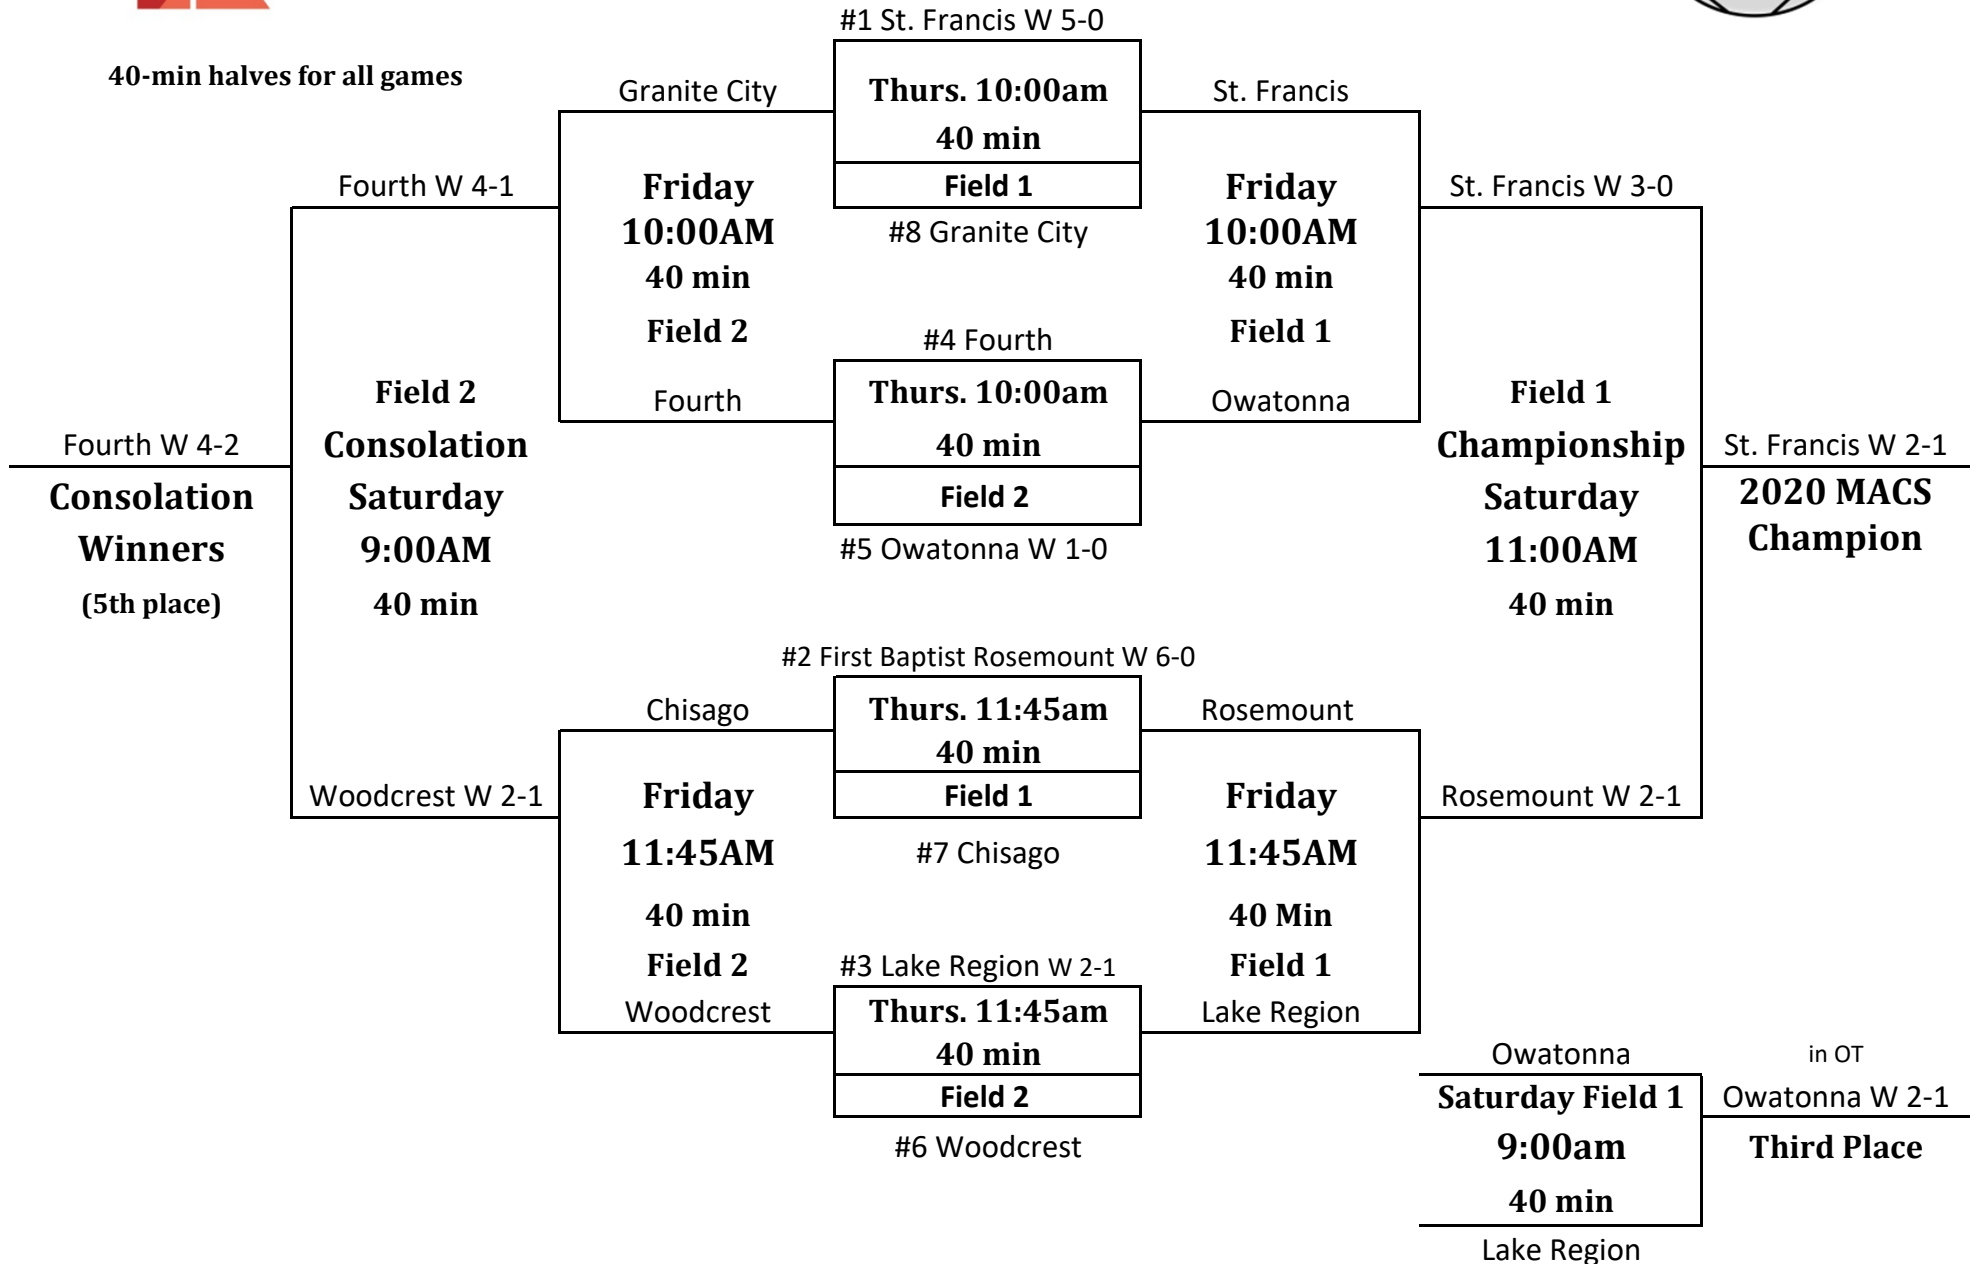 #1 St. Francis W 5-0
40-min halves for all games
Granite City
Thurs. 10:00am
St. Francis
40 min
Fourth W 4-1
Friday
Field 1
Friday
St. Francis W 3-0
10:00AM
#8 Granite City
10:00AM
40 min
40 min
Field 2
#4 Fourth
Field 1
Field 2
Fourth
Thurs. 10:00am
Owatonna
Field 1
Fourth W 4-2
Consolation
40 min
Championship
St. Francis W 2-1
Consolation
Saturday
Field 2
Saturday
2020 MACS
Winners
9:00AM
#5 Owatonna W 1-0
11:00AM
Champion
(5th place)
40 min
40 min
#2 First Baptist Rosemount W 6-0
Chisago
Thurs. 11:45am
Rosemount
40 min
Woodcrest W 2-1
Friday
Field 1
Friday
Rosemount W 2-1
11:45AM
#7 Chisago
11:45AM
40 min
40 Min
Field 2
#3 Lake Region W 2-1
Field 1
Woodcrest
Thurs. 11:45am
Lake Region
40 min
Owatonna
in OT
Field 2
Saturday Field 1
Owatonna W 2-1
#6 Woodcrest
9:00am
Third Place
40 min
Lake Region